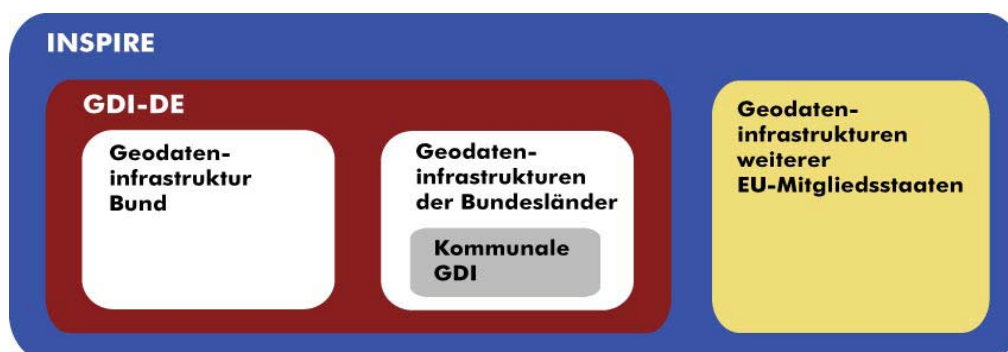 INSPIRE
GDI-DE
Geodaten-
infrastruktur
Bund
Geodaten-
infrastrukturen
der Bundesländer
Kommunale
GDI
Geodaten-
infrastrukturen
weiterer
EU-Mitgliedsstaaten